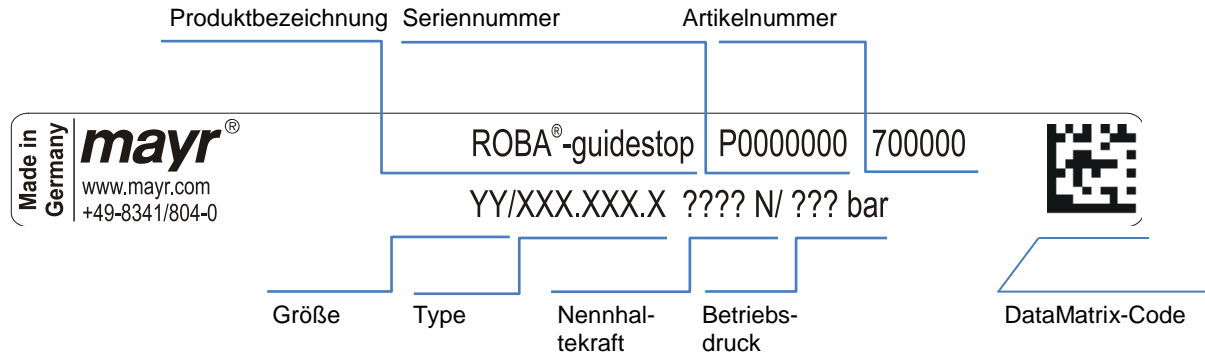 Produktbezeichnung Seriennummer Artikelnummer
Made in
Germany
mayr®
www.mayr.com
+49-8341/804-0
ROBA®-guidestop P0000000 700000
YY/XXX.XXX.X ???? N/ ??? bar
Größe Type Nennhal-
tekraft Betriebs-
druck DataMatrix-Code